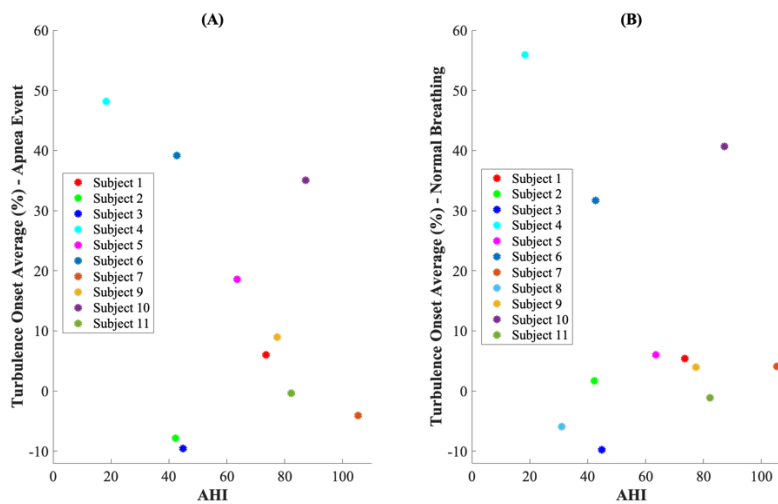 (A)
Turbulence Onset Average (%) - Apnea Event
60
50
40
30
20
10
0
-10
Subject 1
Subject 2
Subject 3
Subject 4
Subject 5
Subject 6
Subject 7
Subject 9
Subject 10
Subject 11
0 20 40 60 80 100
AHI
(B)
Turbulence Onset Average (%) - Normal Breathing
60
50
40
30
20
10
0
-10
Subject 1
Subject 2
Subject 3
Subject 4
Subject 5
Subject 6
Subject 7
Subject 8
Subject 9
Subject 10
Subject 11
0 20 40 60 80 100
AHI